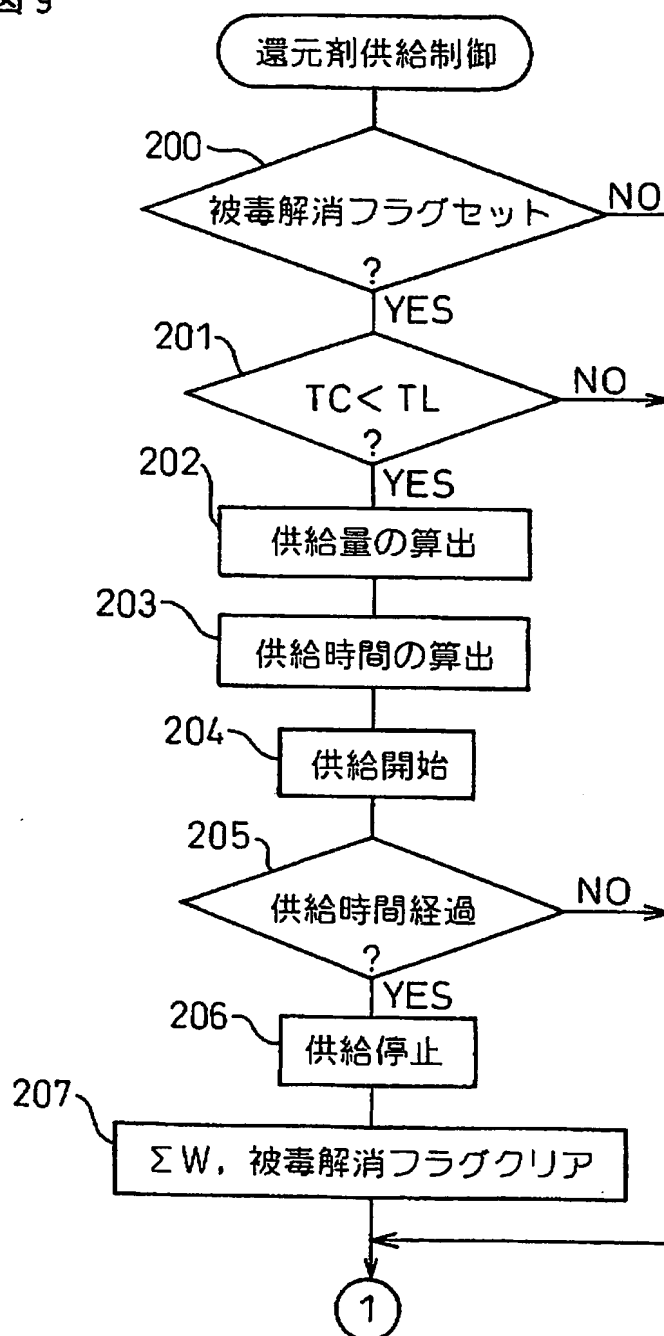 図9
還元剤供給制御
200
被毒解消フラグセット
?
NO
YES
201
TC<TL
?
NO
YES
202
供給量の算出
203
供給時間の算出
204
供給開始
205
供給時間経過
?
NO
YES
206
供給停止
207
ΣW, 被毒解消フラグクリア
1